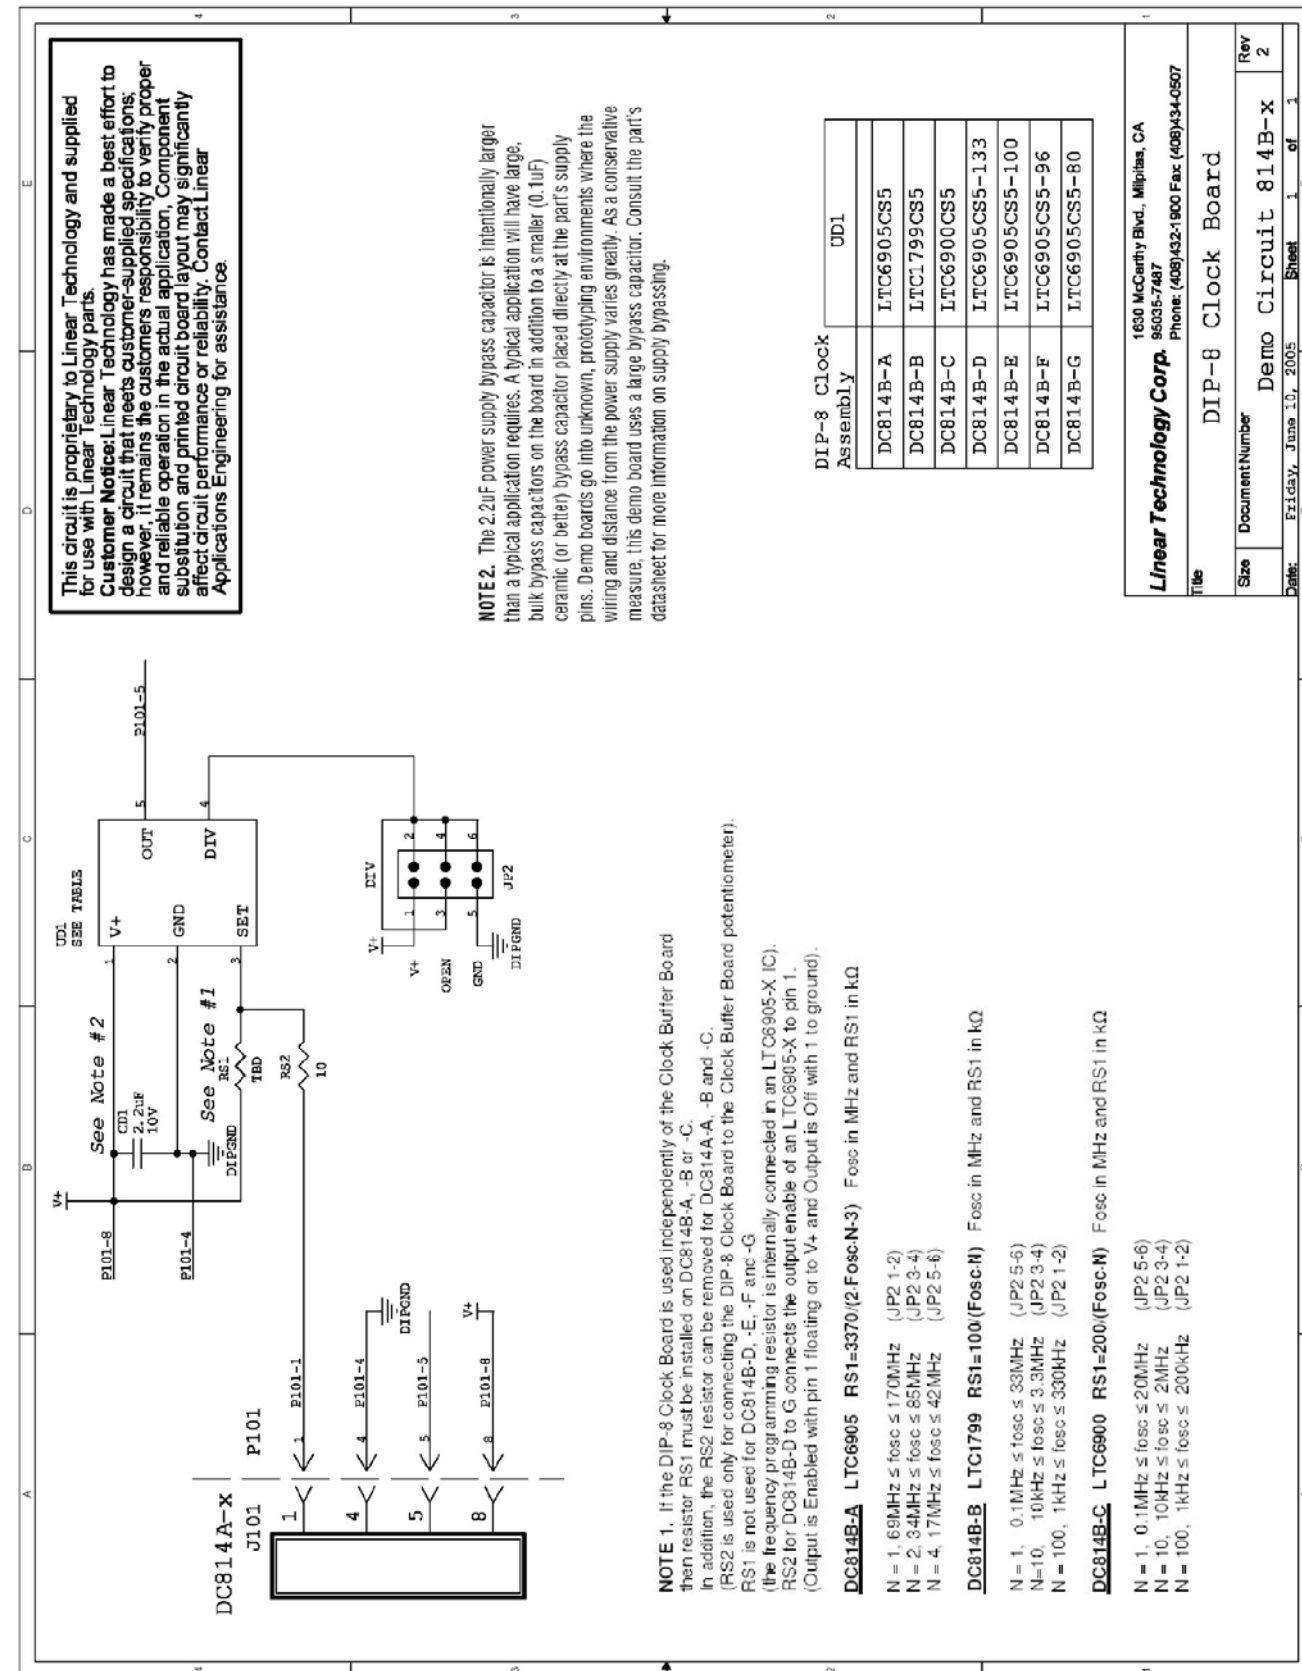 This circuit is proprietary to Linear Technology and supplied
for use with Linear Technology parts.
Customer Notice:Linear Technology has made a best effort to
design a circuit that meets customer-supplied specifications;
however, it remains the customers responsibility to verify proper
and reliable operation in the actual application, Component
substitution and printed circuit board layout may significantly
affect circuit performance or reliability. Contact Linear
Applications Engineering for assistance.
UD1
SEE TABLE
V+
GND
SET
OUT
DIV
1
2
3
5
4
P101-5
See Note #2
CD1
2.2uF
10V
See Note #1
RS1
TBD
RS2
10
DIPGND
V+
P101-8
P101-4
DIV
V+
V+
OPEN
GND
1
3
5
2
4
6
JP2
DIPGND
DC814A-x
J101
P101
1
4
5
8
1
4
5
8
P101-1
P101-4
P101-5
P101-8
DIPGND
V+
NOTE 2. The 2.2uF power supply bypass capacitor is intentionally larger
than a typical application requires. A typical application will have large,
bulk bypass capacitors on the board in addition to a smaller (0.1uF)
ceramic (or better) bypass capacitor placed directly at the part's supply
pins. Demo boards go into unknown, prototyping environments where the
wiring and distance from the power supply varies greatly. As a conservative
measure, this demo board uses a large bypass capacitor. Consult the part's
datasheet for more information on supply bypassing.
NOTE 1. If the DIP-8 Clock Board is used independently of the Clock Buffer Board
then resistor RS1 must be installed on DC814B-A, -B or -C.
In addition, the RS2 resistor can be removed for DC814A-A, -B and -C.
(RS2 is used only for connecting the DIP-8 Clock Board to the Clock Buffer Board potentiometer).
RS1 is not used for DC814B-D, -E, -F and -G
(the frequency programming resistor is internally connected in an LTC6905-X IC).
RS2 for DC814B-D to G connects the output enable of an LTC6905-X to pin 1.
(Output is Enabled with pin 1 floating or to V+ and Output is Off with 1 to ground).
DC814B-A LTC6905 RS1=3370/(2·Fosc·N-3) Fosc in MHz and RS1 in kΩ
N = 1, 69MHz ≤ fosc ≤ 170MHz (JP2 1-2)
N = 2, 34MHz ≤ fosc ≤ 85MHz (JP2 3-4)
N = 4, 17MHz ≤ fosc ≤ 42MHz (JP2 5-6)
DC814B-B LTC1799 RS1=100/(Fosc·N) Fosc in MHz and RS1 in kΩ
N = 1, 0.1MHz ≤ fosc ≤ 33MHz (JP2 5-6)
N=10, 10kHz ≤ fosc ≤ 3.3MHz (JP2 3-4)
N = 100, 1kHz ≤ fosc ≤ 330kHz (JP2 1-2)
DC814B-C LTC6900 RS1=200/(Fosc·N) Fosc in MHz and RS1 in kΩ
N = 1, 0.1MHz ≤ fosc ≤ 20MHz (JP2 5-6)
N = 10, 10kHz ≤ fosc ≤ 2MHz (JP2 3-4)
N = 100, 1kHz ≤ fosc ≤ 200kHz (JP2 1-2)
DIP-8 Clock
Assembly UD1
DC814B-A LTC6905CS5
DC814B-B LTC1799CS5
DC814B-C LTC6900CS5
DC814B-D LTC6905CS5-133
DC814B-E LTC6905CS5-100
DC814B-F LTC6905CS5-96
DC814B-G LTC6905CS5-80
Linear Technology Corp.
1630 McCarthy Blvd., Milpitas, CA
95035-7487
Phone: (408)432-1900 Fax: (408)434-0507
Title
DIP-8 Clock Board
Size Document Number Rev
Demo Circuit 814B-x 2
Date: Friday, June 10, 2005 Sheet 1 of 1
A
B
C
D
E
4
3
2
1
4
3
2
1